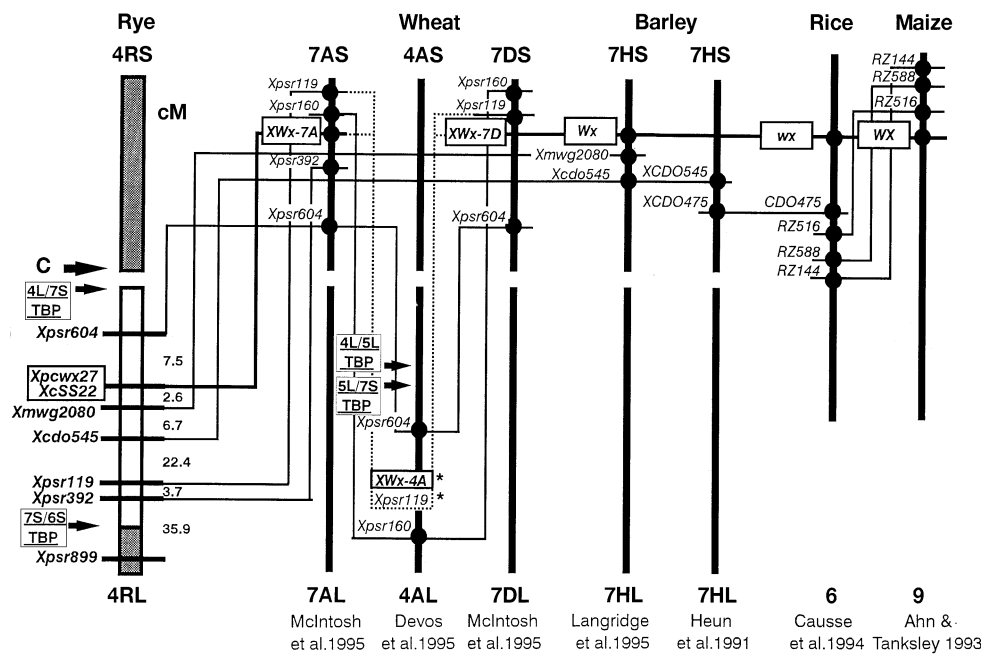 Rye Wheat Barley Rice Maize
4RS 7AS 4AS 7DS 7HS 7HS
cM
RZ144
RZ588
RZ516
Xpsr119
Xpsr160
XWx-7A
Xpsr392
Xpsr604
Xpsr160
Xpsr119
XWx-7D
Xpsr604
Wx
Xmwg2080
Xcdo545
XCDO545
XCDO475
wx
CDO475
RZ516
RZ588
RZ144
WX
C
4L/7S
TBP
Xpsr604
7.5
Xpcwx27
XcSS22
2.6
Xmwg2080
6.7
Xcdo545
22.4
Xpsr119
3.7
Xpsr392
7S/6S
TBP
35.9
Xpsr899
4L/5L
TBP
5L/7S
TBP
Xpsr604
XWx-4A *
Xpsr119 *
Xpsr160
4RL 7AL 4AL 7DL 7HL 7HL 6 9
McIntosh Devos McIntosh Langridge Heun Causse Ahn &
et al.1995 et al.1995 et al.1995 et al.1995 et al.1991 et al.1994 Tanksley 1993